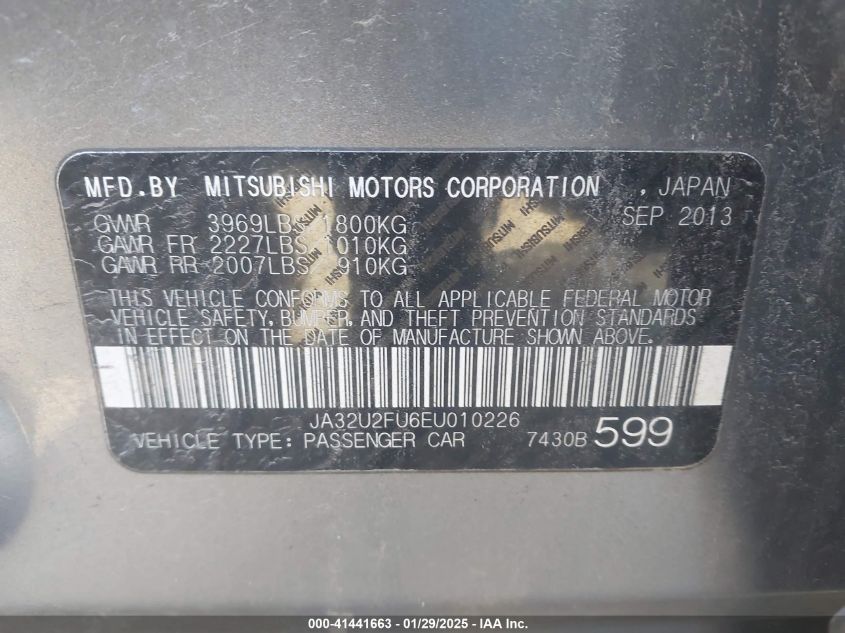 MFD.BY MITSUBISHI MOTORS CORPORATION , JAPAN
SEP 2013
GVWR 3969LBS 1800KG
GAWR FR 2227LBS 1010KG
GAWR RR 2007LBS 910KG
THIS VEHICLE CONFORMS TO ALL APPLICABLE FEDERAL MOTOR
VEHICLE SAFETY, BUMPER, AND THEFT PREVENTION STANDARDS
IN EFFECT ON THE DATE OF MANUFACTURE SHOWN ABOVE.
JA32U2FU6EU010226
VEHICLE TYPE: PASSENGER CAR 7430B 599
MITSUBISHI
MITSUBISHI
000-41441663 - 01/29/2025 - IAA Inc.